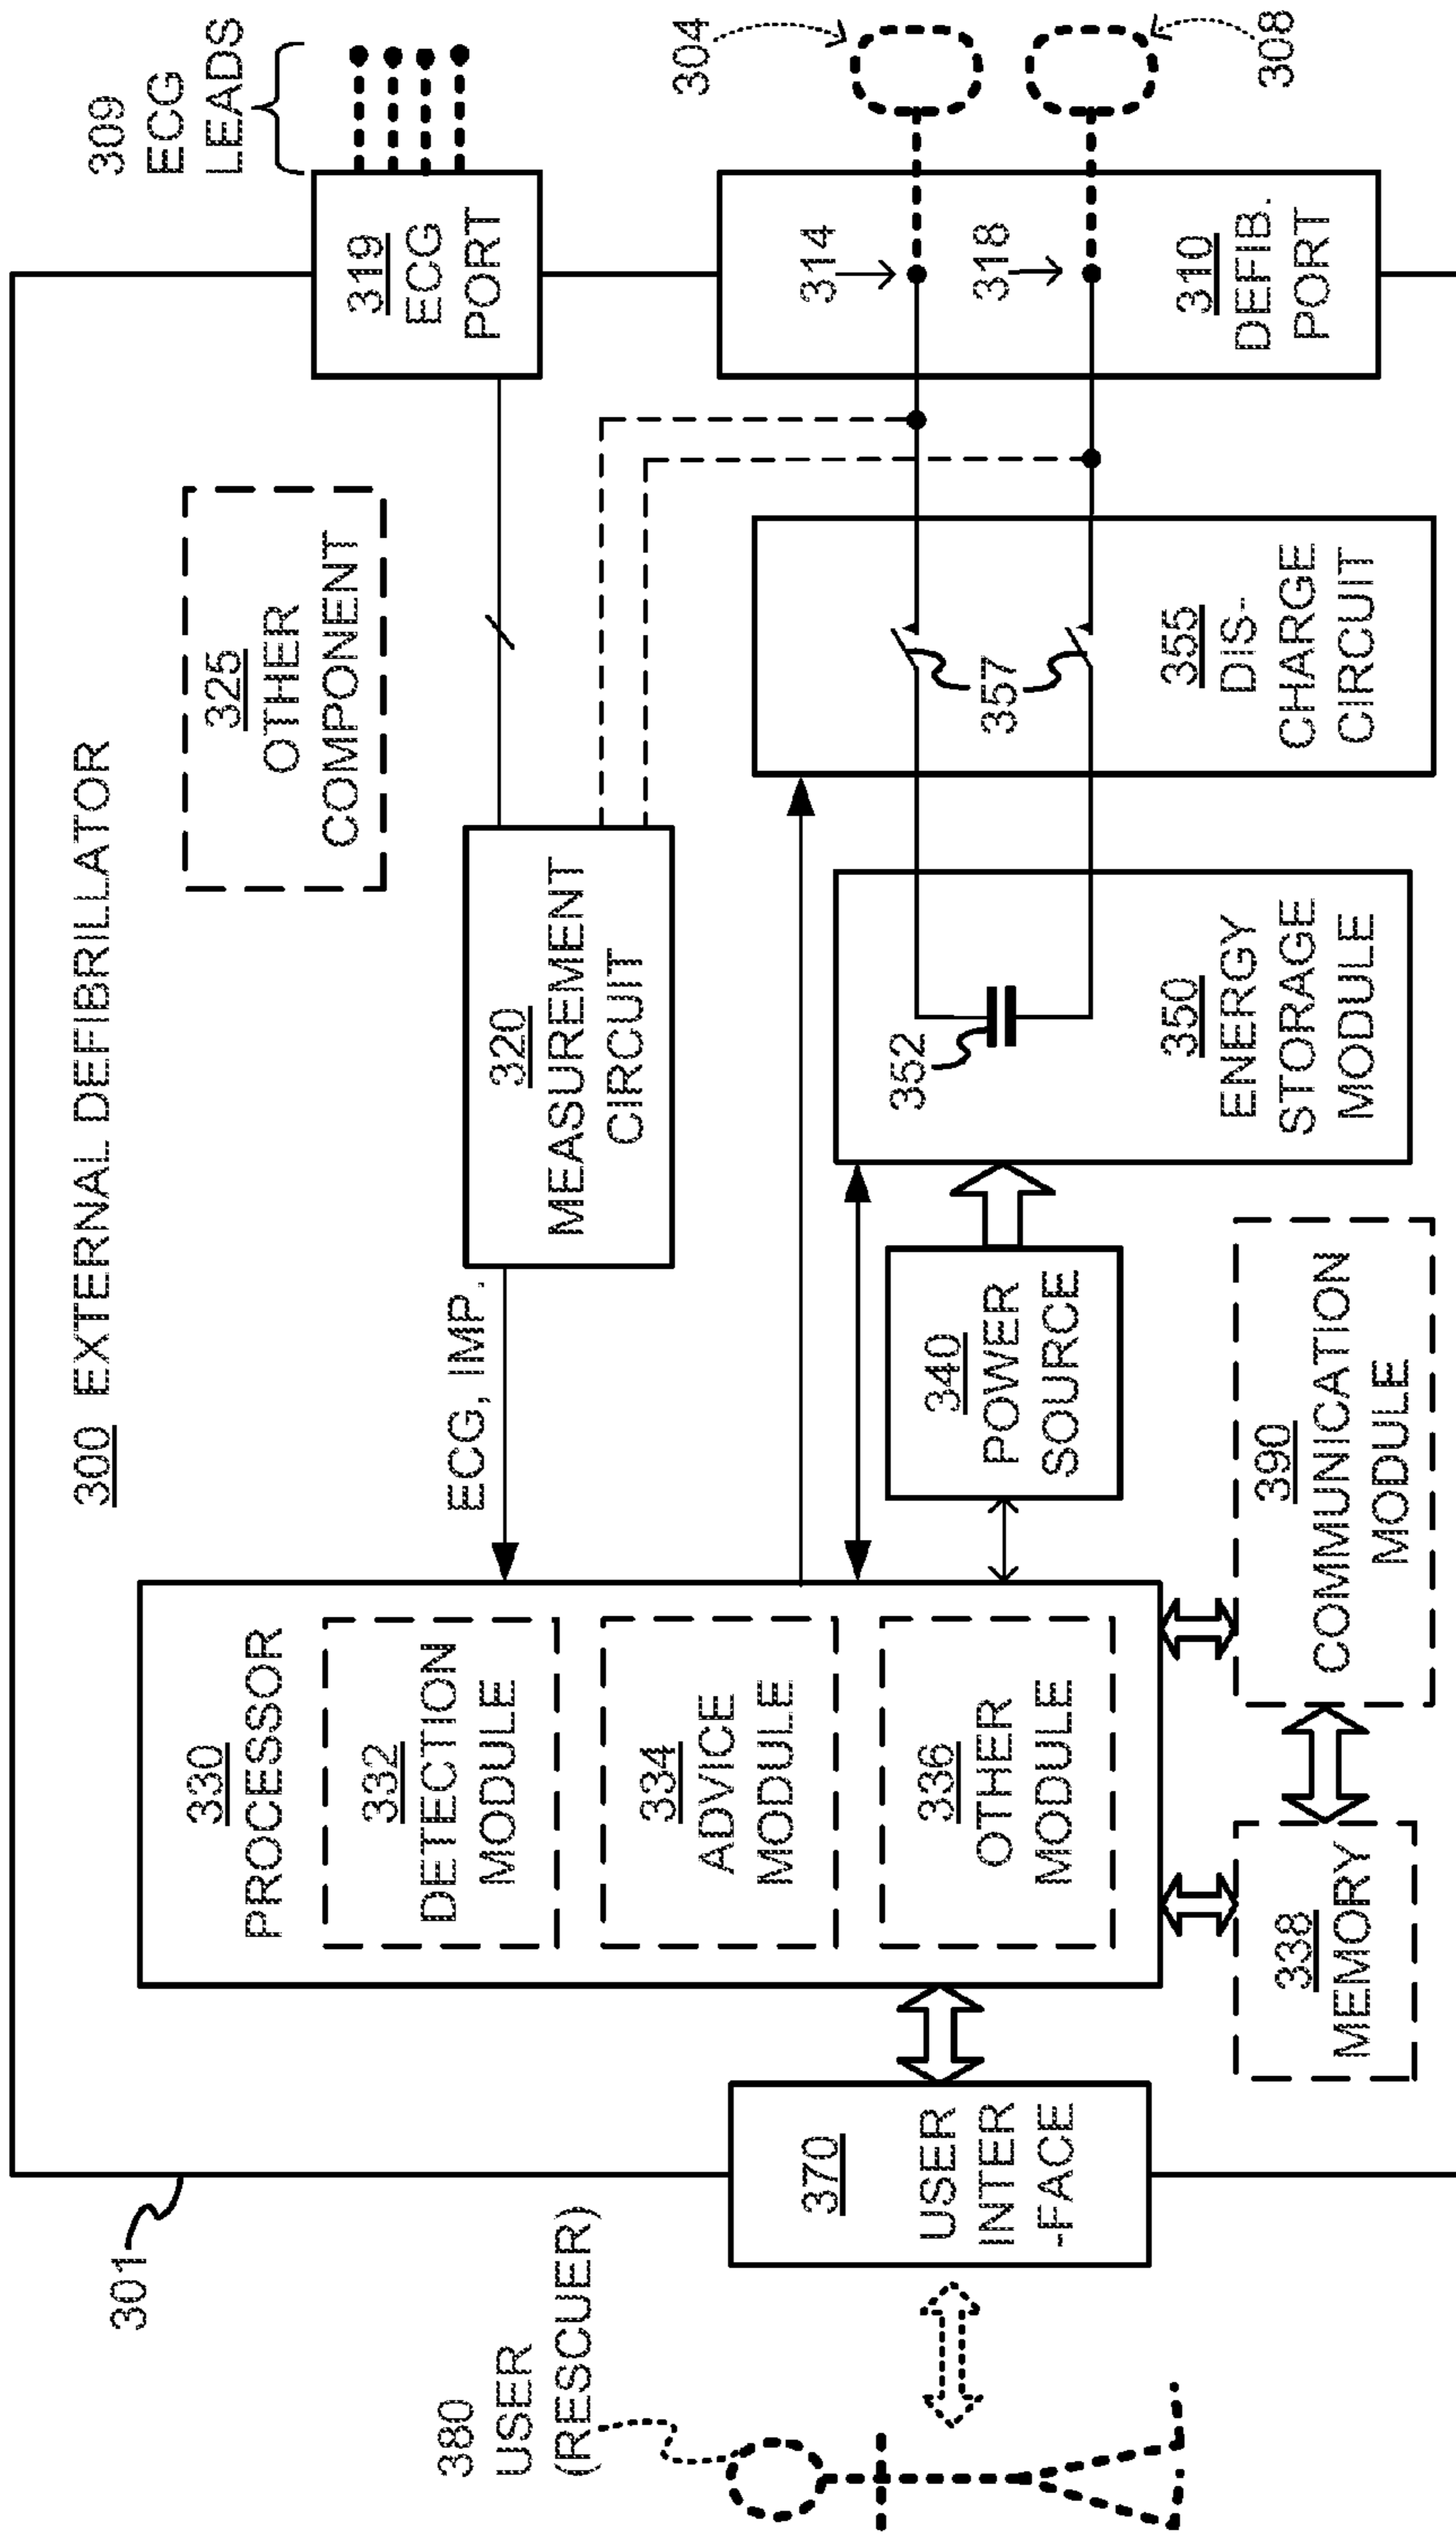 300 EXTERNAL DEFIBRILLATOR
301
380
USER
(RESCUER)
370
USER
INTER
-FACE
330
PROCESSOR
332
DETECTION
MODULE
334
ADVICE
MODULE
336
OTHER
MODULE
338
MEMORY
390
COMMUNICATION
MODULE
ECG, IMP.
340
POWER
SOURCE
320
MEASUREMENT
CIRCUIT
325
OTHER
COMPONENT
352
350
ENERGY
STORAGE
MODULE
357
355
DIS-
CHARGE
CIRCUIT
319
ECG
PORT
309
ECG
LEADS
314
318
310
DEFIB.
PORT
304
308